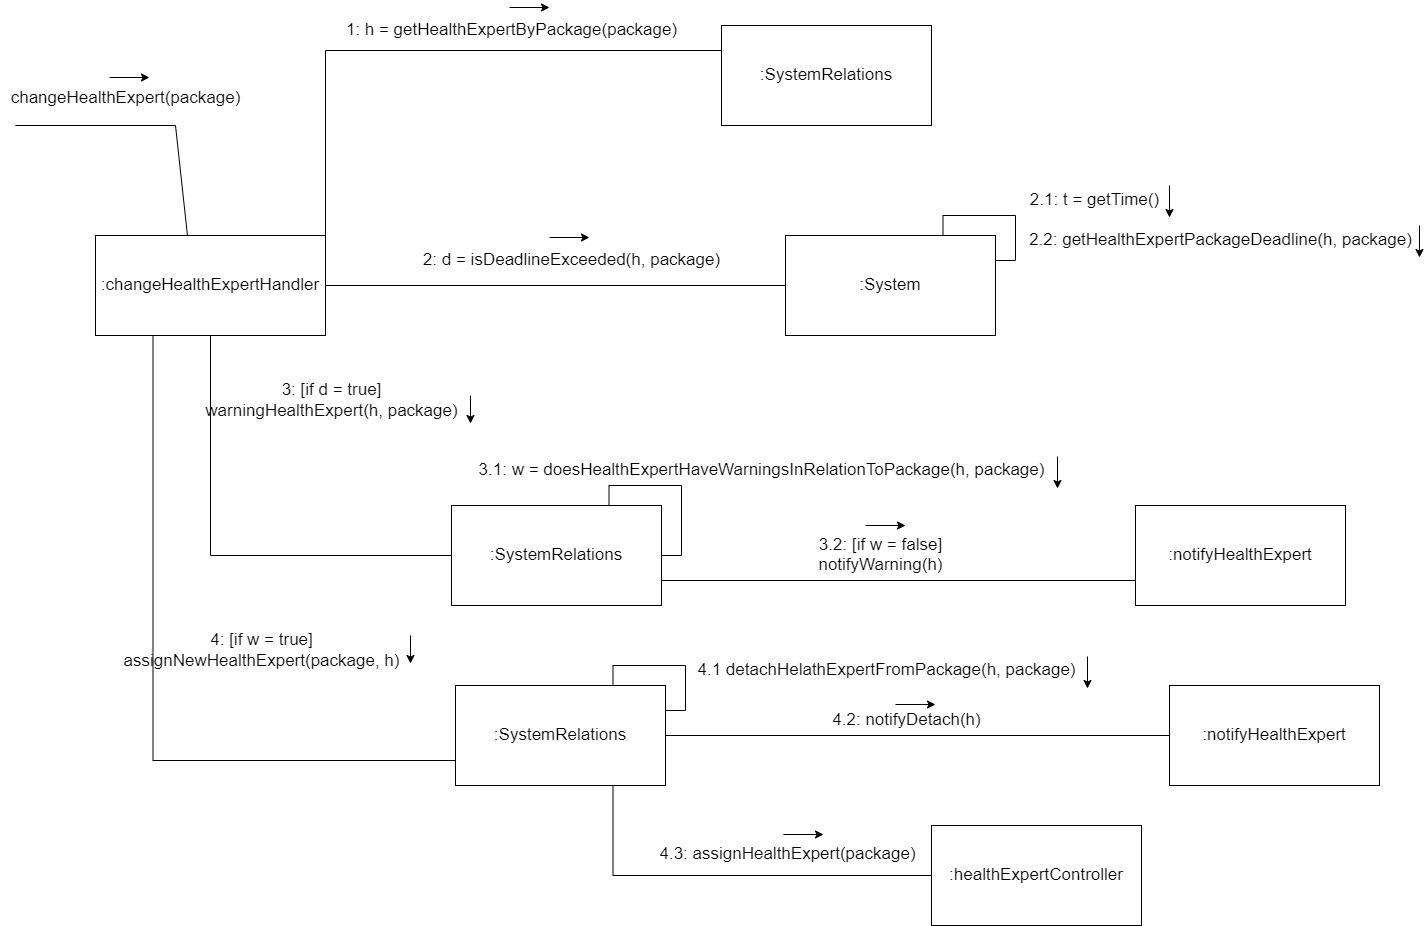 1: h = getHealthExpertByPackage(package)
:SystemRelations
changeHealthExpert(package)
2.1: t = getTime()
2.2: getHealthExpertPackageDeadline(h, package)
2: d = isDeadlineExceeded(h, package)
:changeHealthExpertHandler
:System
3: [if d = true]
warningHealthExpert(h, package)
3.1: w = doesHealthExpertHaveWarningsInRelationToPackage(h, package)
3.2: [if w = false]
notifyWarning(h)
:SystemRelations
:notifyHealthExpert
4: [if w = true]
assignNewHealthExpert(package, h)
4.1 detachHelathExpertFromPackage(h, package)
4.2: notifyDetach(h)
:SystemRelations
:notifyHealthExpert
4.3: assignHealthExpert(package)
:healthExpertController